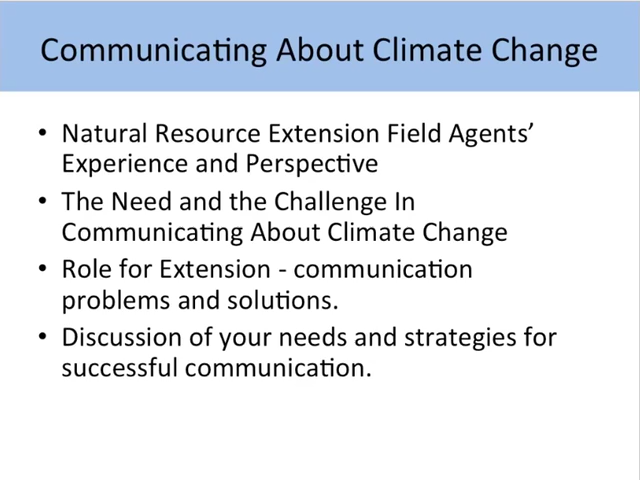 Communicating About Climate Change
• Natural Resource Extension Field Agents’
Experience and Perspective
• The Need and the Challenge In
Communicating About Climate Change
• Role for Extension - communication
problems and solutions.
• Discussion of your needs and strategies for
successful communication.